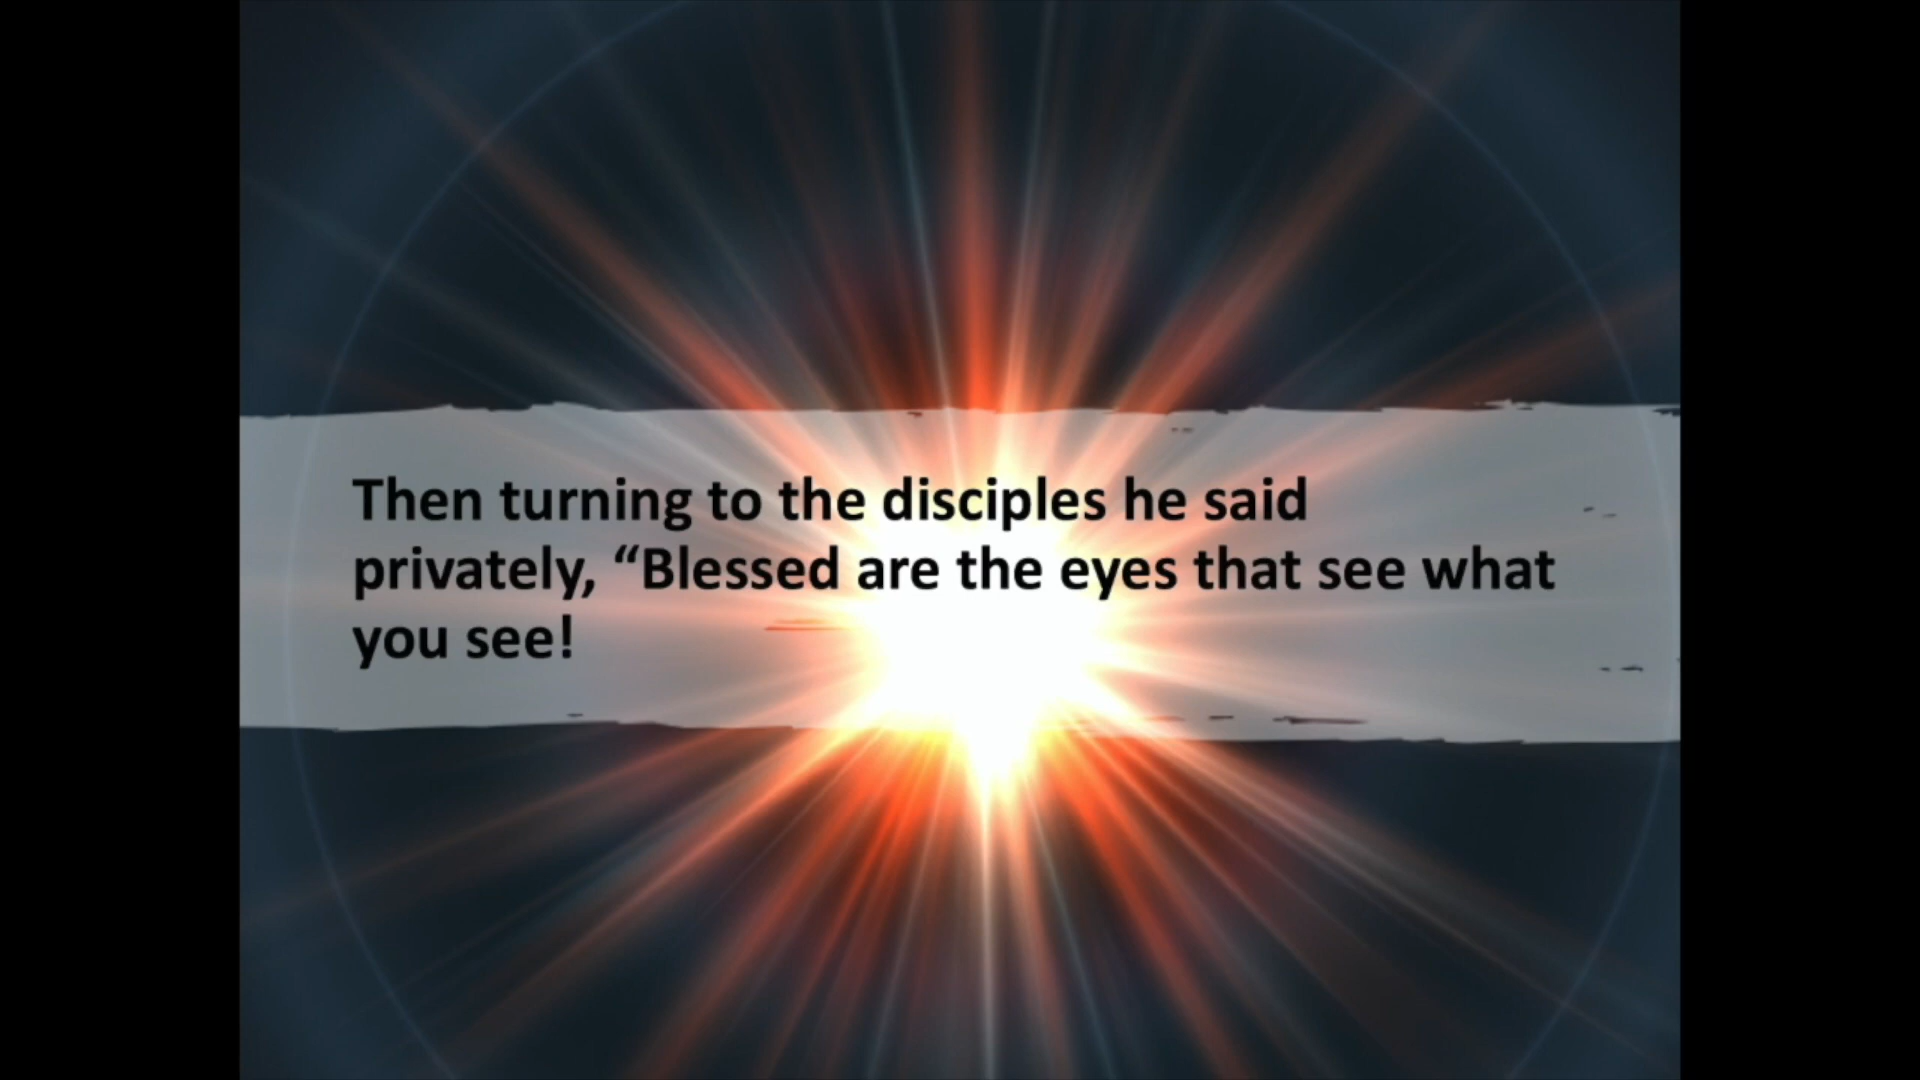 Then turning to the disciples he said
privately, “Blessed are the eyes that see what
you see!